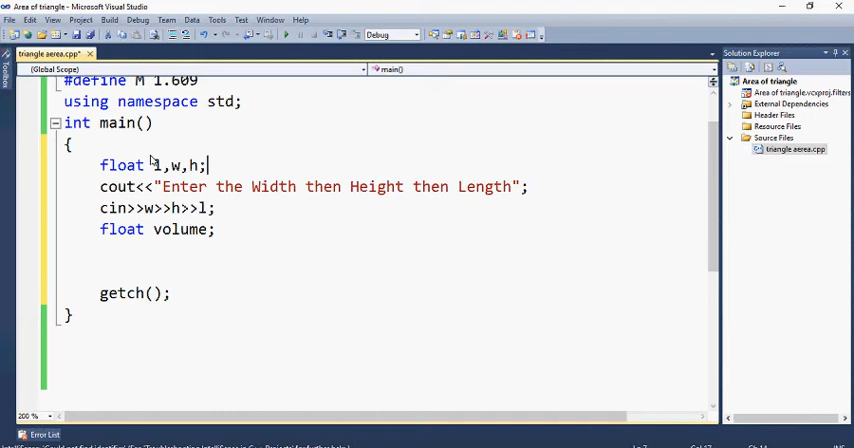 Area of triangle - Microsoft Visual Studio
File Edit View Project Build Debug Team Data Tools Test Window Help
Debug
triangle aerea.cpp*
Toolbox
(Global Scope) main()
#define M 1.609
using namespace std;
int main()
{
float l,w,h;
cout<<"Enter the Width then Height then Length";
cin>>w>>h>>l;
float volume;
getch();
}
200 %
Solution Explorer
Area of triangle
Area of triangle.vcxproj.filters
External Dependencies
Header Files
Resource Files
Source Files
triangle aerea.cpp
Error List